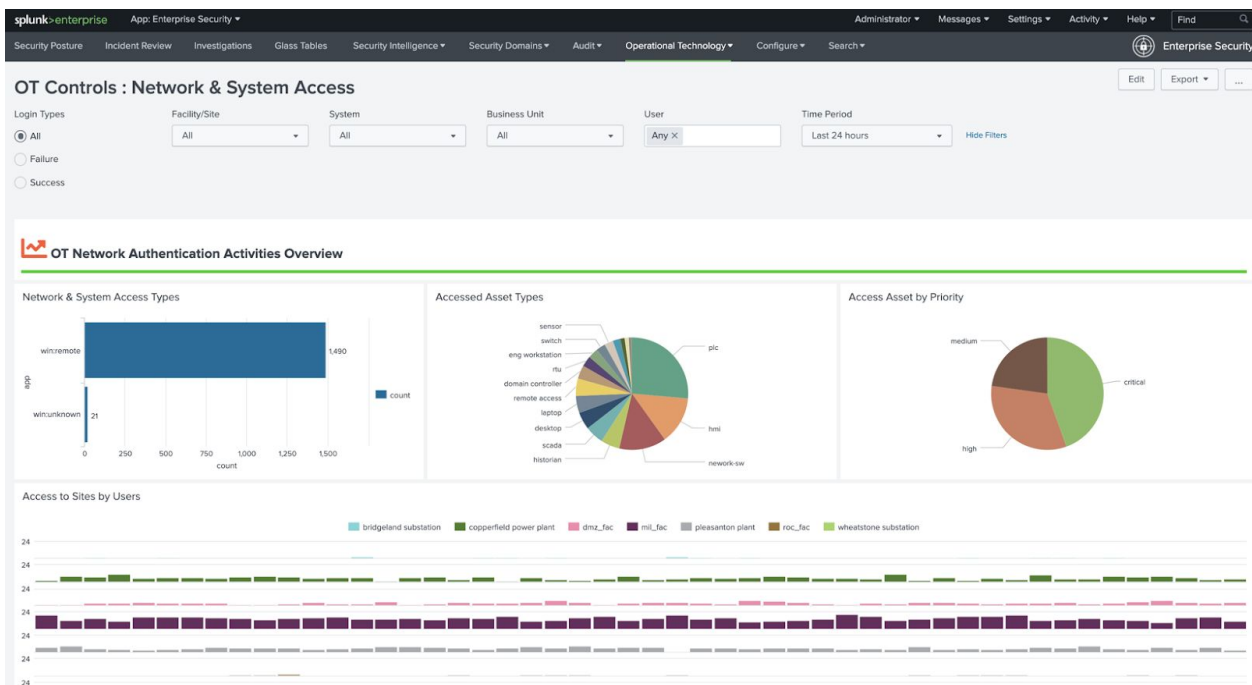 splunk>enterprise App: Enterprise Security Administrator Messages Settings Activity Help Find
Security Posture Incident Review Investigations Glass Tables Security Intelligence Security Domains Audit Operational Technology Configure Search Enterprise Security
OT Controls : Network & System Access Edit Export ...
Login Types Facility/Site System Business Unit User Time Period
All All All All Any × Last 24 hours Hide Filters
Failure
Success
OT Network Authentication Activities Overview
Network & System Access Types
win:remote
1,490
win:unknown
21
app
count
0 250 500 750 1,000 1,250 1,500
count
Accessed Asset Types
sensor
switch
eng workstation
rtu
domain controller
remote access
laptop
desktop
scada
historian
plc
hmi
nework-sw
Access Asset by Priority
medium
critical
high
Access to Sites by Users
bridgeland substation copperfield power plant dmz_fac mil_fac pleasanton plant roc_fac wheatstone substation
24
24
24
24
24
24
24